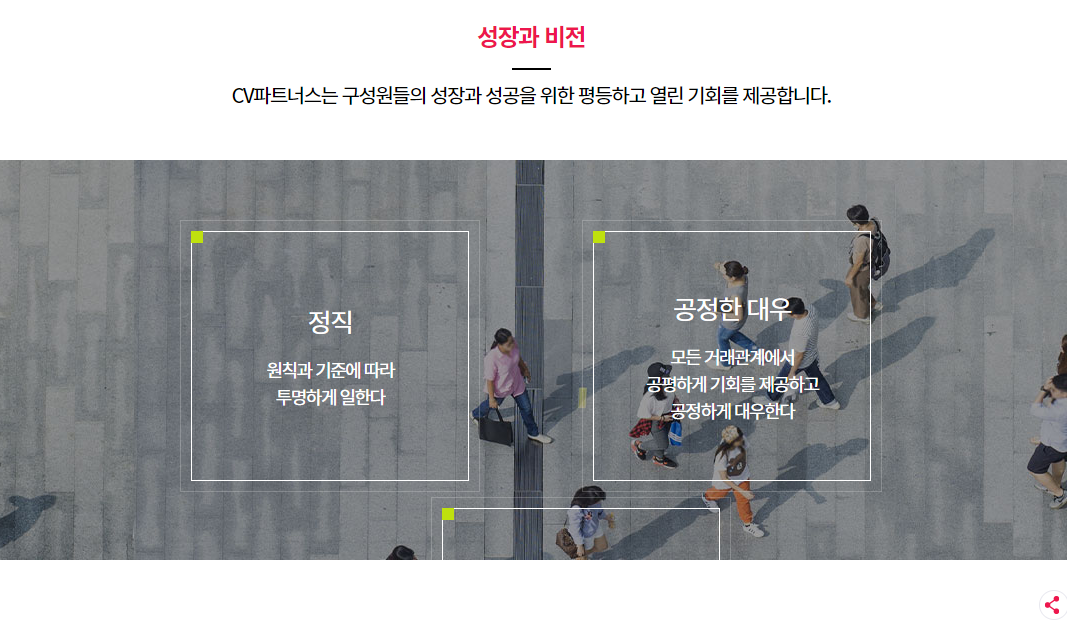 성장과 비전
CV파트너스는 구성원들의 성장과 성공을 위한 평등하고 열린 기회를 제공합니다.
정직
원칙과 기준에 따라
투명하게 일한다
공정한 대우
모든 거래관계에서
공평하게 기회를 제공하고
공정하게 대우한다